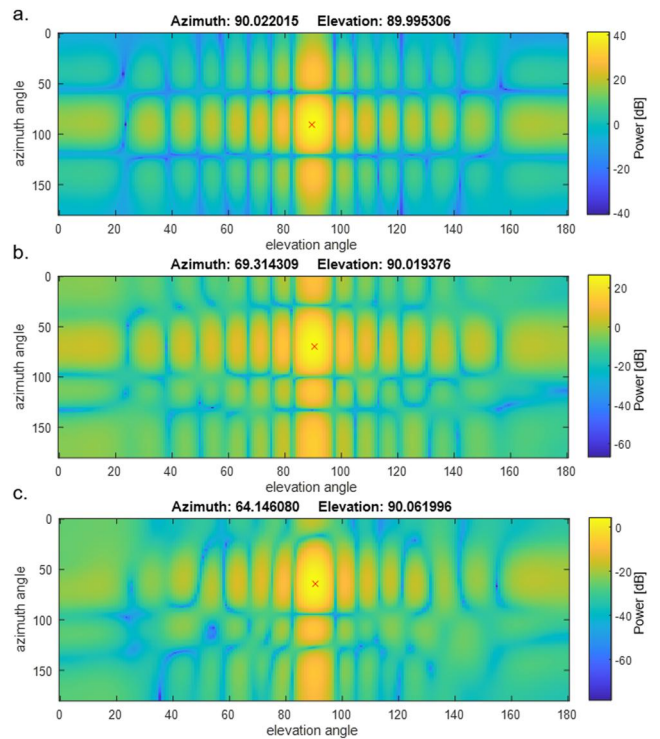 a.
Azimuth: 90.022015 Elevation: 89.995306
0
50
100
150
azimuth angle
0 20 40 60 80 100 120 140 160 180
elevation angle
40
20
0
-20
-40
Power [dB]
b.
Azimuth: 69.314309 Elevation: 90.019376
0
50
100
150
azimuth angle
0 20 40 60 80 100 120 140 160 180
elevation angle
20
0
-20
-40
-60
Power [dB]
c.
Azimuth: 64.146080 Elevation: 90.061996
0
50
100
150
azimuth angle
0 20 40 60 80 100 120 140 160 180
elevation angle
0
-20
-40
-60
Power [dB]